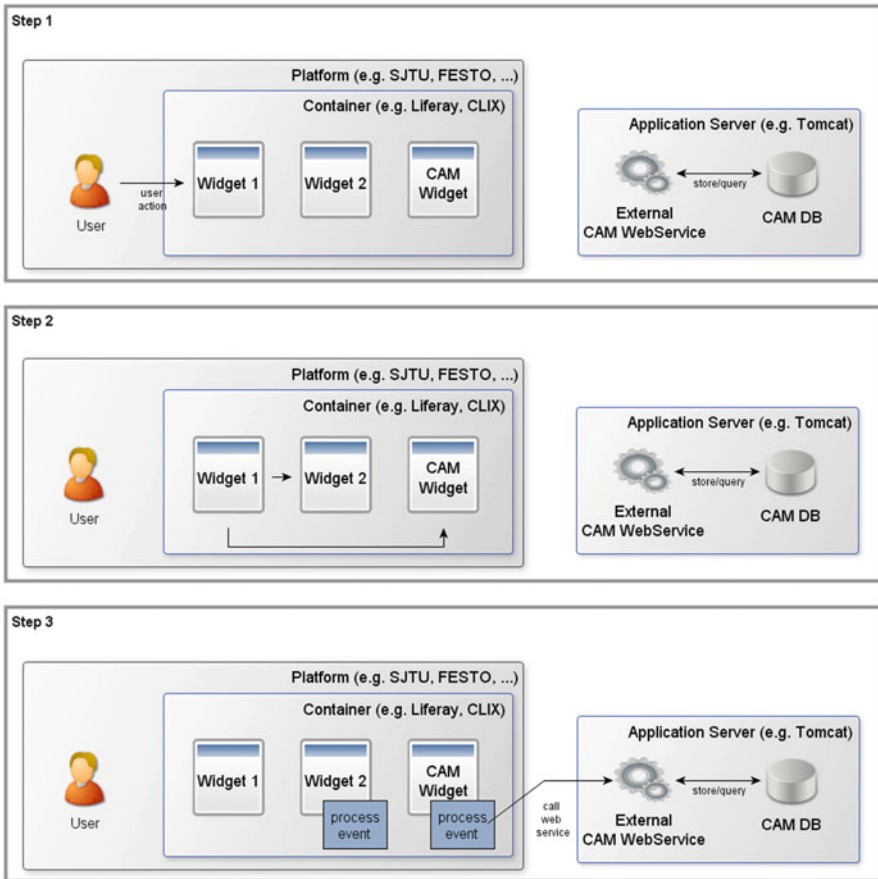 Step 1
Platform (e.g. SJTU, FESTO, ...)
Container (e.g. Liferay, CLIX)
Application Server (e.g. Tomcat)
Widget 1
Widget 2
CAM
Widget
user
action
User
store/query
External
CAM WebService
CAM DB
Step 2
Platform (e.g. SJTU, FESTO, ...)
Container (e.g. Liferay, CLIX)
Application Server (e.g. Tomcat)
Widget 1
Widget 2
CAM
Widget
User
store/query
External
CAM WebService
CAM DB
Step 3
Platform (e.g. SJTU, FESTO, ...)
Container (e.g. Liferay, CLIX)
Application Server (e.g. Tomcat)
Widget 1
Widget 2
CAM
Widget
process
event
process
event
User
call
web
service
store/query
External
CAM WebService
CAM DB